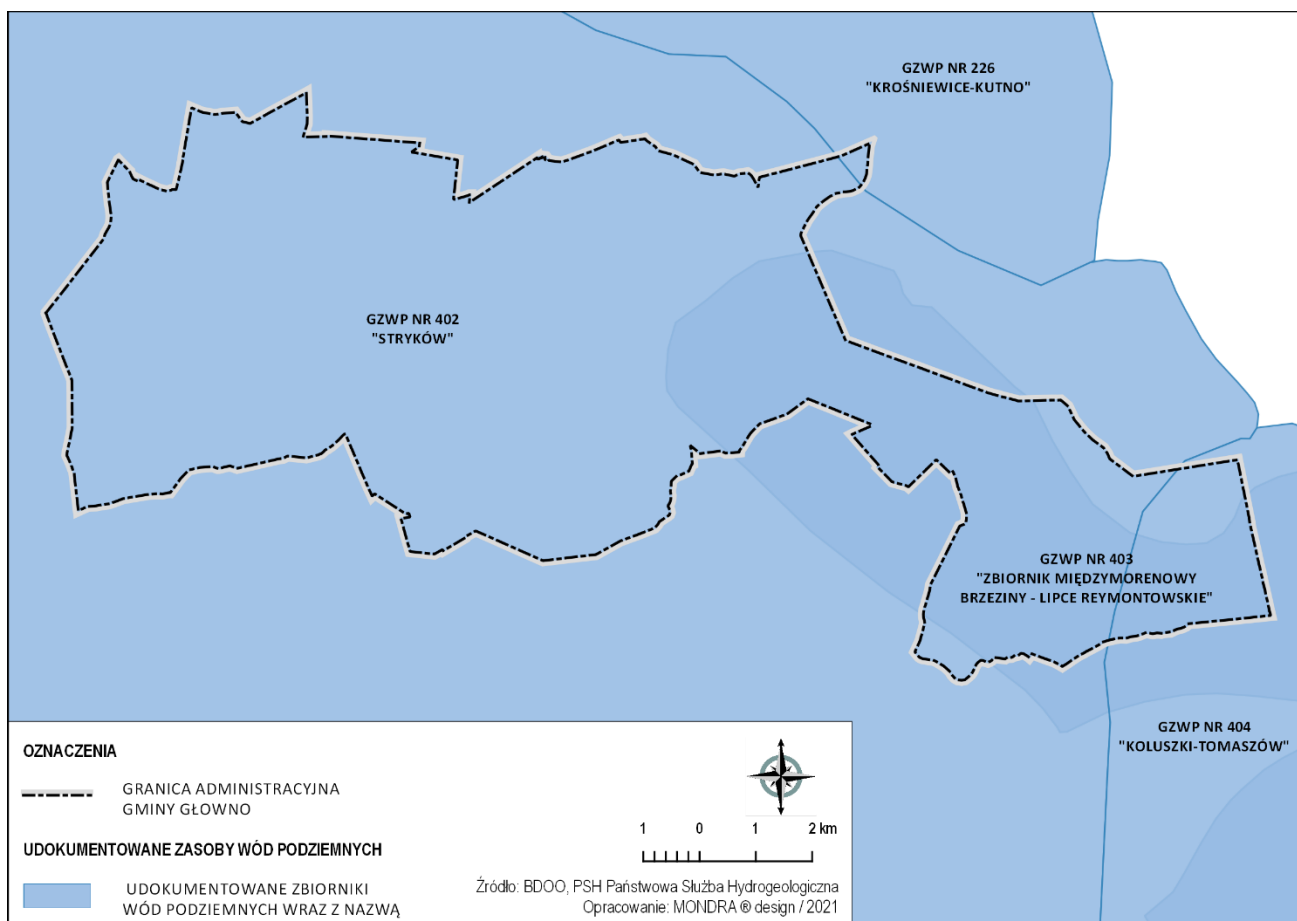 GZWP NR 226
"KROŚNIEWICE-KUTNO"
GZWP NR 402
"STRYKÓW"
GZWP NR 403
"ZBIORNIK MIĘDZYMORENOWY
BRZEZINY - LIPCE REYMONTOWSKIE"
GZWP NR 404
"KOLUSZKI-TOMASZÓW"
OZNACZENIA
GRANICA ADMINISTRACYJNA
GMINY GŁOWNO
UDOKUMENTOWANE ZASOBY WÓD PODZIEMNYCH
UDOKUMENTOWANE ZBIORNIKI
WÓD PODZIEMNYCH WRAZ Z NAZWĄ
1 0 1 2 km
Źródło: BDOO, PSH Państwowa Służba Hydrogeologiczna
Opracowanie: MONDRA ® design / 2021